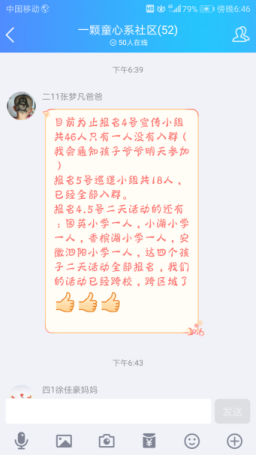 中国移动
79%
傍晚6:46
一颗童心系社区(52)
50人在线
下午6:39
二11张梦凡爸爸
目前为止报名4号宣传小组
共46人只有一人没有入群（
我会通知孩子爷爷明天参加
）
报名5号巡逻小组共18人，
已经全部入群。
报名4.5号二天活动的还有
：回英小学一人，小湖小学
一人，香槟湖小学一人，安
徽泗阳小学一人，这四个孩
子二天活动全部报名，我们
的活动已经跨校，跨区域了
下午6:43
四1徐佳豪妈妈
发送